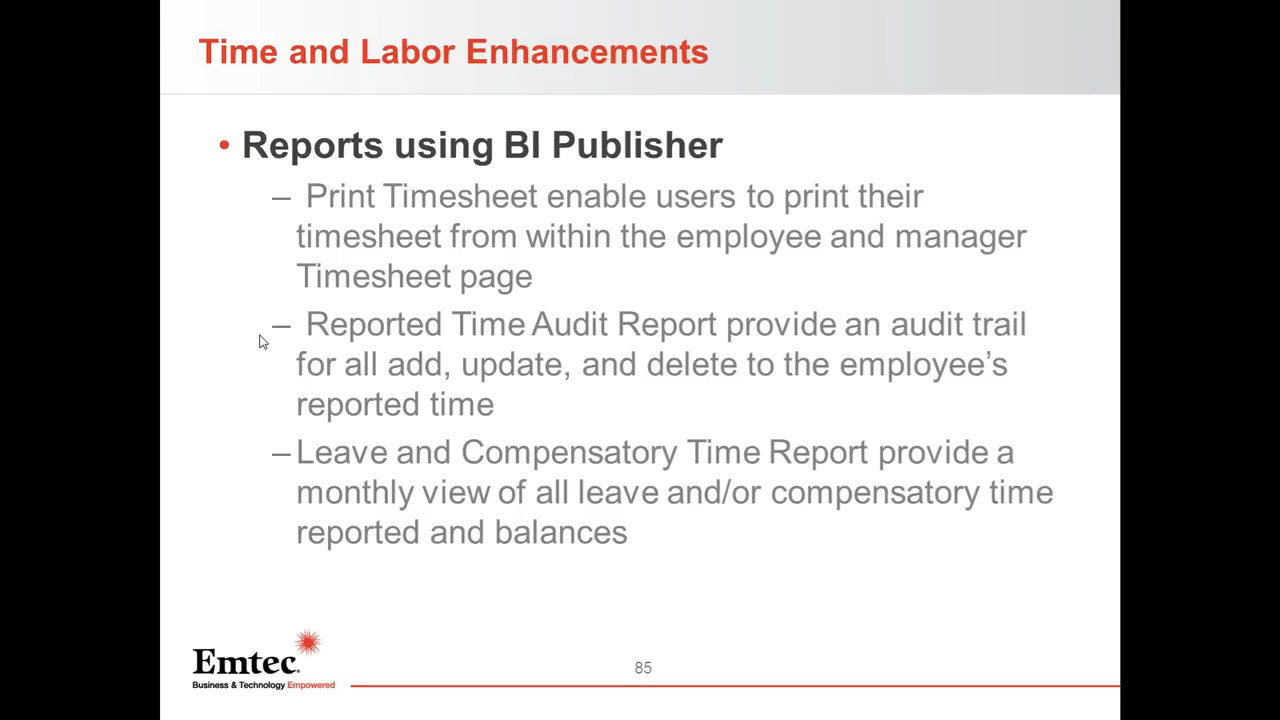 Time and Labor Enhancements
• Reports using BI Publisher
– Print Timesheet enable users to print their
timesheet from within the employee and manager
Timesheet page
– Reported Time Audit Report provide an audit trail
for all add, update, and delete to the employee’s
reported time
– Leave and Compensatory Time Report provide a
monthly view of all leave and/or compensatory time
reported and balances
Emtec.
Business & Technology Empowered
85